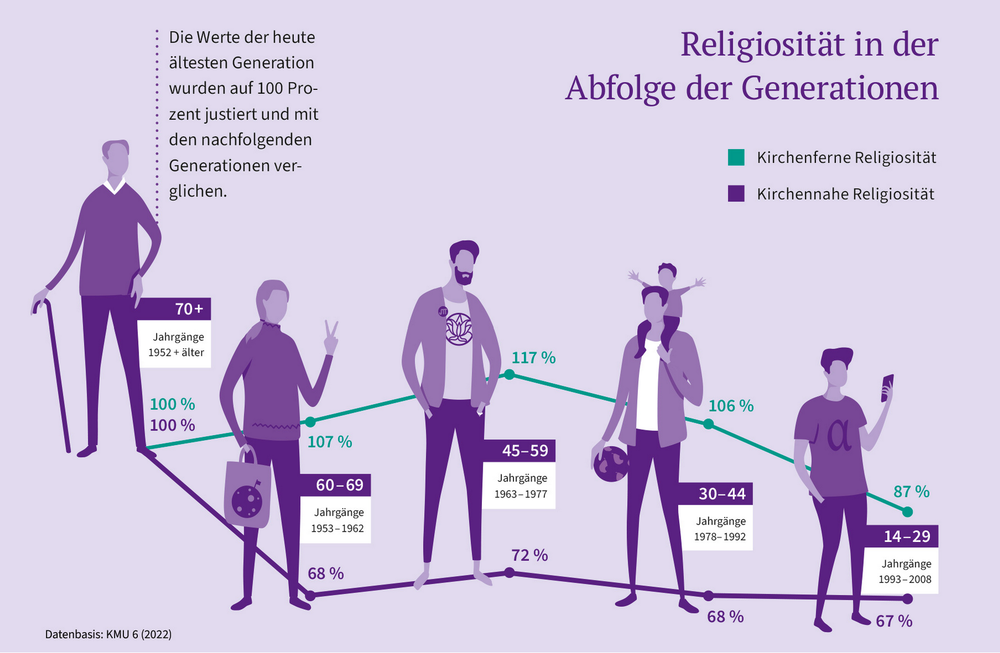 Die Werte der heute
ältesten Generation
wurden auf 100 Pro-
zent justiert und mit
den nachfolgenden
Generationen ver-
glichen.
Religiosität in der
Abfolge der Generationen
Kirchenferne Religiosität
Kirchennahe Religiosität
70+
Jahrgänge
1952 + älter
100 %
100 %
107 %
60–69
Jahrgänge
1953–1962
68 %
117 %
45–59
Jahrgänge
1963–1977
72 %
106 %
30–44
Jahrgänge
1978–1992
68 %
α
87 %
14–29
Jahrgänge
1993–2008
67 %
Datenbasis: KMU 6 (2022)